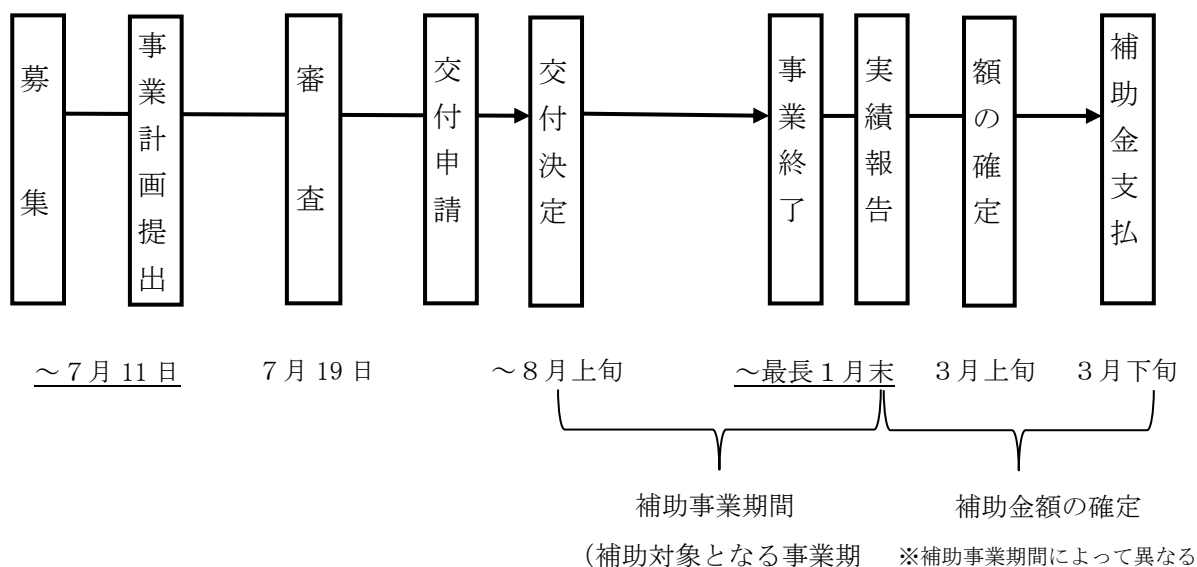 募集
事業計画提出
審査
交付申請
交付決定
事業終了
実績報告
額の確定
補助金支払
～７月 11 日
７月 19 日
～８月上旬
～最長１月末
３月上旬
３月下旬
補助事業期間
補助金額の確定
（補助対象となる事業期
※補助事業期間によって異なる